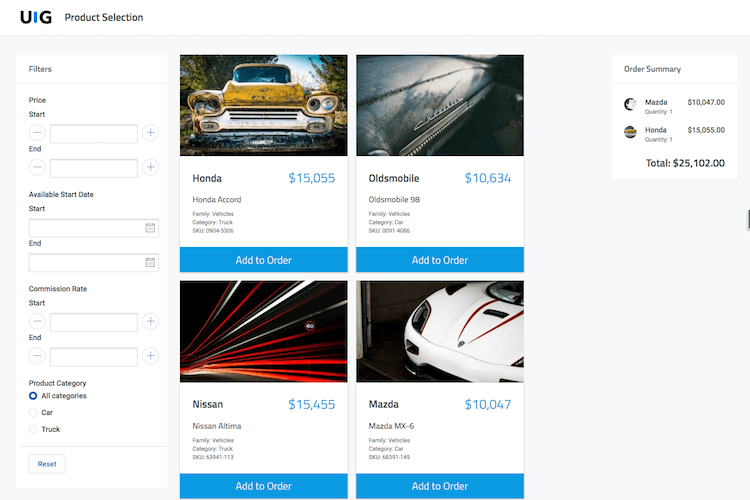 UIG Product Selection
Filters
Price
Start
End
Available Start Date
Start
End
Commission Rate
Start
End
Product Category
All categories
Car
Truck
Reset
Honda $15,055
Honda Accord
Family: Vehicles
Category: Truck
SKU: 0904-5306
Add to Order
Oldsmobile $10,634
Oldsmobile 98
Family: Vehicles
Category: Car
SKU: 0091-4086
Add to Order
40
Nissan $15,455
Nissan Altima
Family: Vehicles
Category: Truck
SKU: 63941-113
Add to Order
Mazda $10,047
Mazda MX-6
Family: Vehicles
Category: Car
SKU: 68391-149
Add to Order
Order Summary
Mazda $10,047.00
Quantity: 1
Honda $15,055.00
Quantity: 1
Total: $25,102.00